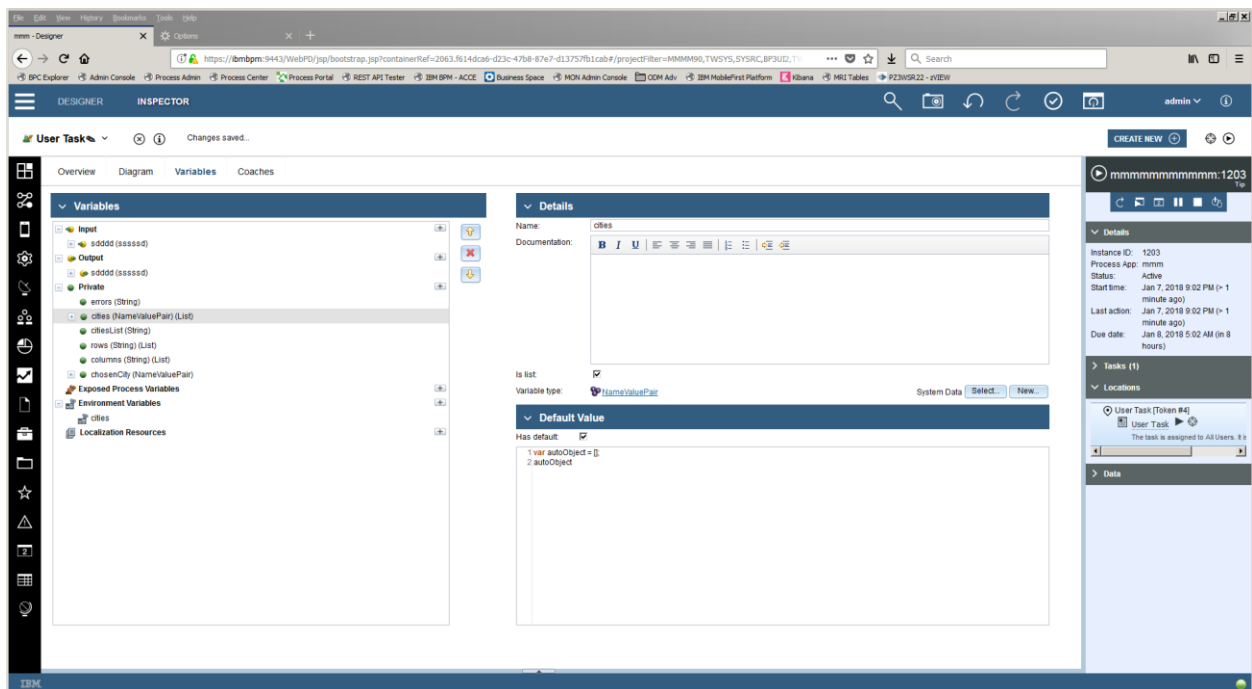 File Edit View History Bookmarks Tools Help
mmm - Designer
Options
https://ibmbpm:9443/WebPD/jsp/bootstrap.jsp?containerRef=2063.f614dca6-d23c-47b8-87e7-d13757fb1cab#/projectFilter=MMMM90,TWSYS,SYSRC,BP3UI2,TW
Search
BPC Explorer Admin Console Process Admin Process Center Process Portal REST API Tester IBM BPM - ACCE Business Space MON Admin Console ODM Adv IBM MobileFirst Platform Kibana MRI Tables PZ3WSR22 - zVIEW
DESIGNER INSPECTOR
admin
User Task
Changes saved...
CREATE NEW
Overview Diagram Variables Coaches
Variables
Input
sdddd (sssssd)
Output
sdddd (sssssd)
Private
errors (String)
cities (NameValuePair) (List)
citiesList (String)
rows (String) (List)
columns (String) (List)
chosenCity (NameValuePair)
Exposed Process Variables
Environment Variables
cities
Localization Resources
Details
Name: cities
Documentation:
B I U
Is list:
Variable type: NameValuePair System Data Select... New...
Default Value
Has default:
1 var autoObject = [];
2 autoObject
mmmmmmmmmmm:1203
Tip
Details
Instance ID: 1203
Process App: mmm
Status: Active
Start time: Jan 7, 2018 9:02 PM (> 1
minute ago)
Last action: Jan 7, 2018 9:02 PM (> 1
minute ago)
Due date: Jan 8, 2018 5:02 AM (in 8
hours)
Tasks (1)
Locations
User Task [Token #4]
User Task
The task is assigned to All Users. It is
Data
2
IBM